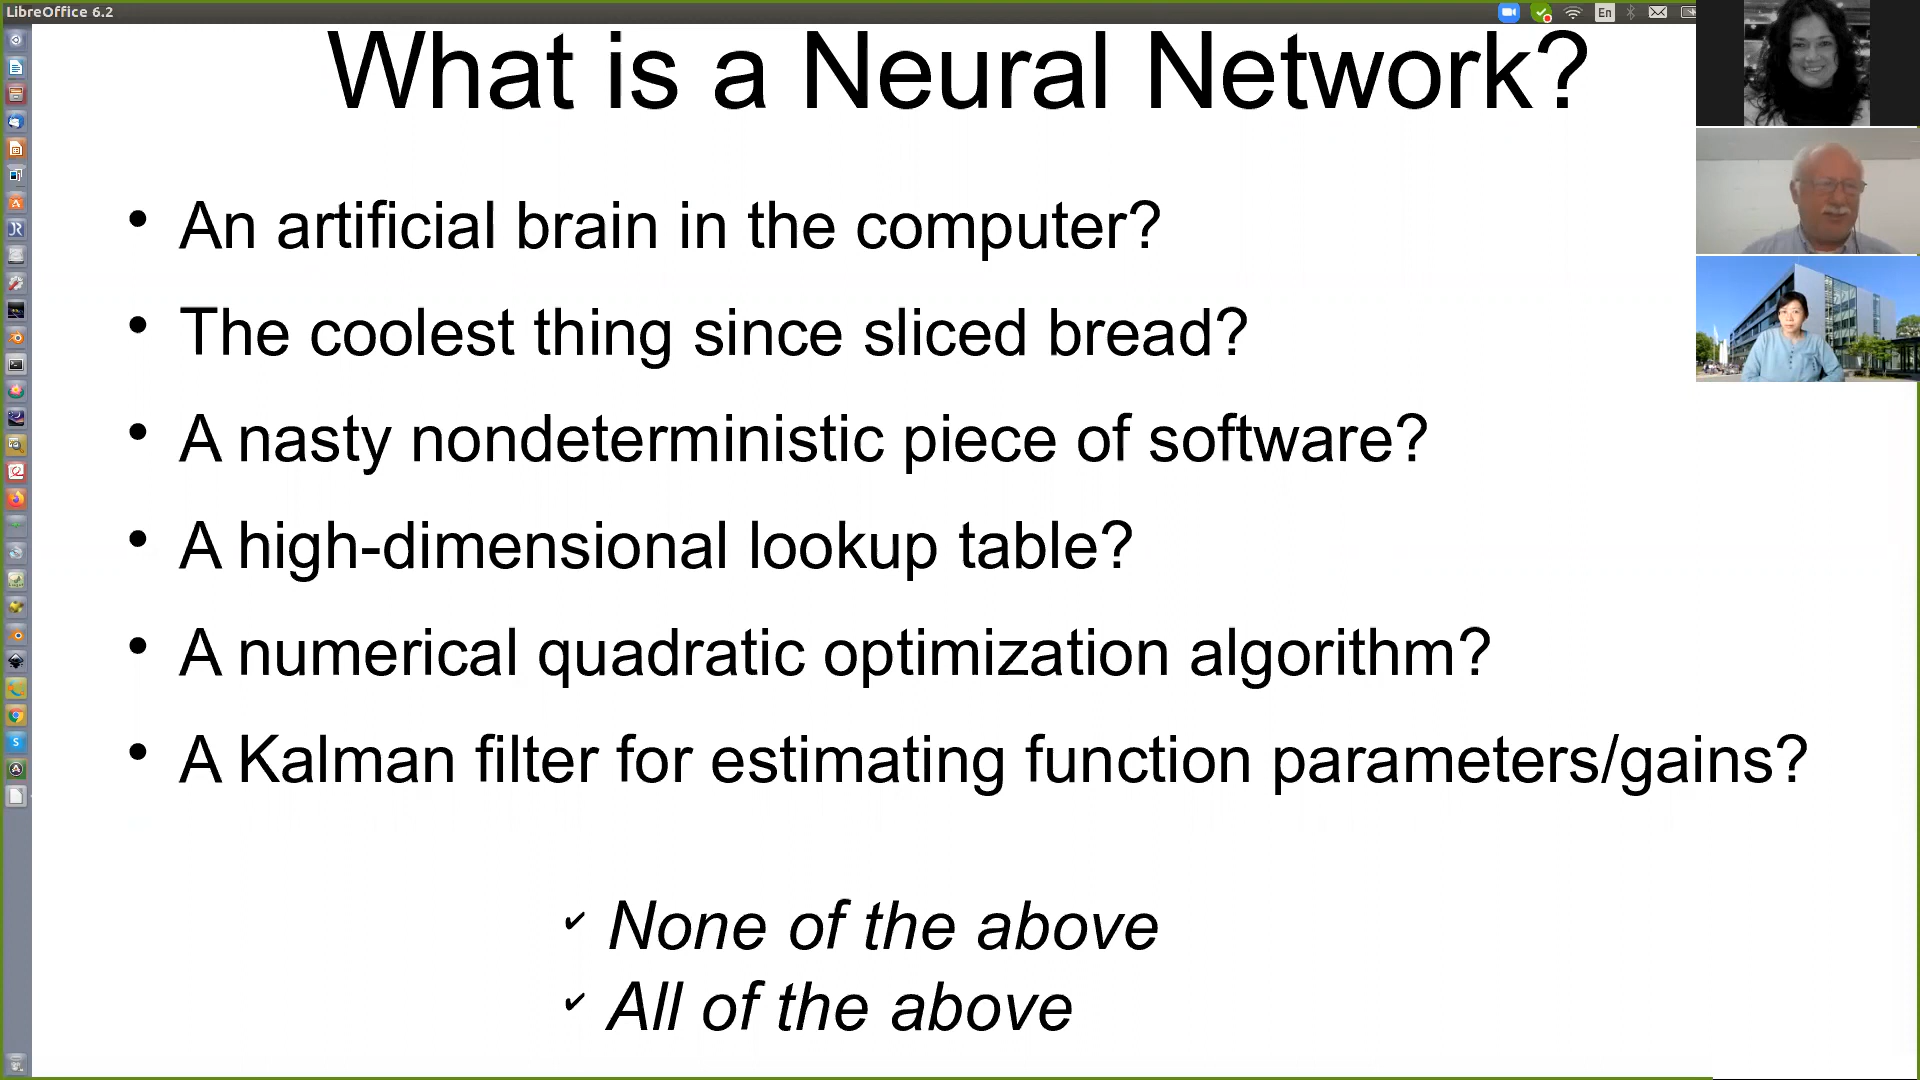 LibreOffice 6.2
En
What is a Neural Network?
• An artificial brain in the computer?
• The coolest thing since sliced bread?
• A nasty nondeterministic piece of software?
• A high-dimensional lookup table?
• A numerical quadratic optimization algorithm?
• A Kalman filter for estimating function parameters/gains?
✓ None of the above
✓ All of the above